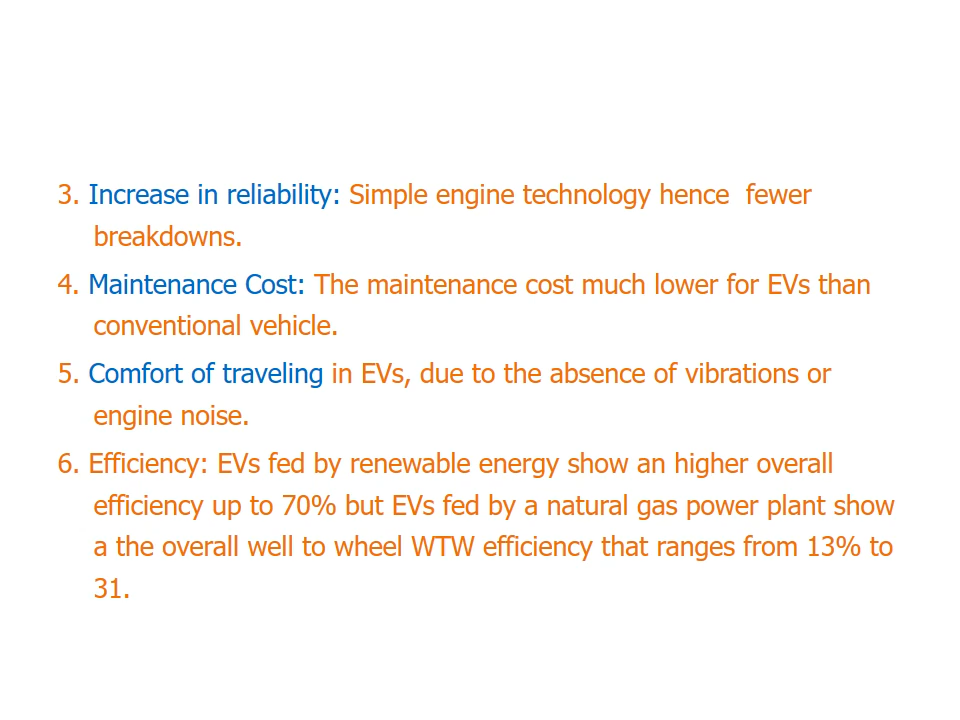 3. Increase in reliability: Simple engine technology hence  fewer
breakdowns.
4. Maintenance Cost: The maintenance cost much lower for EVs than
conventional vehicle.
5. Comfort of traveling in EVs, due to the absence of vibrations or
engine noise.
6. Efficiency: EVs fed by renewable energy show an higher overall
efficiency up to 70% but EVs fed by a natural gas power plant show
a the overall well to wheel WTW efficiency that ranges from 13% to
31.